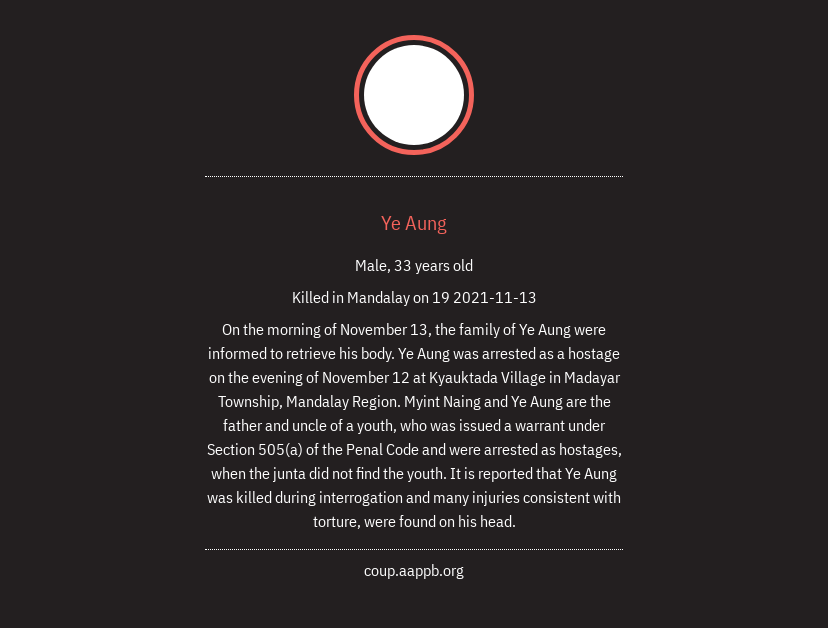 Ye Aung
Male, 33 years old
Killed in Mandalay on 19 2021-11-13
On the morning of November 13, the family of Ye Aung were
informed to retrieve his body. Ye Aung was arrested as a hostage
on the evening of November 12 at Kyauktada Village in Madayar
Township, Mandalay Region. Myint Naing and Ye Aung are the
father and uncle of a youth, who was issued a warrant under
Section 505(a) of the Penal Code and were arrested as hostages,
when the junta did not find the youth. It is reported that Ye Aung
was killed during interrogation and many injuries consistent with
torture, were found on his head.
coup.aappb.org